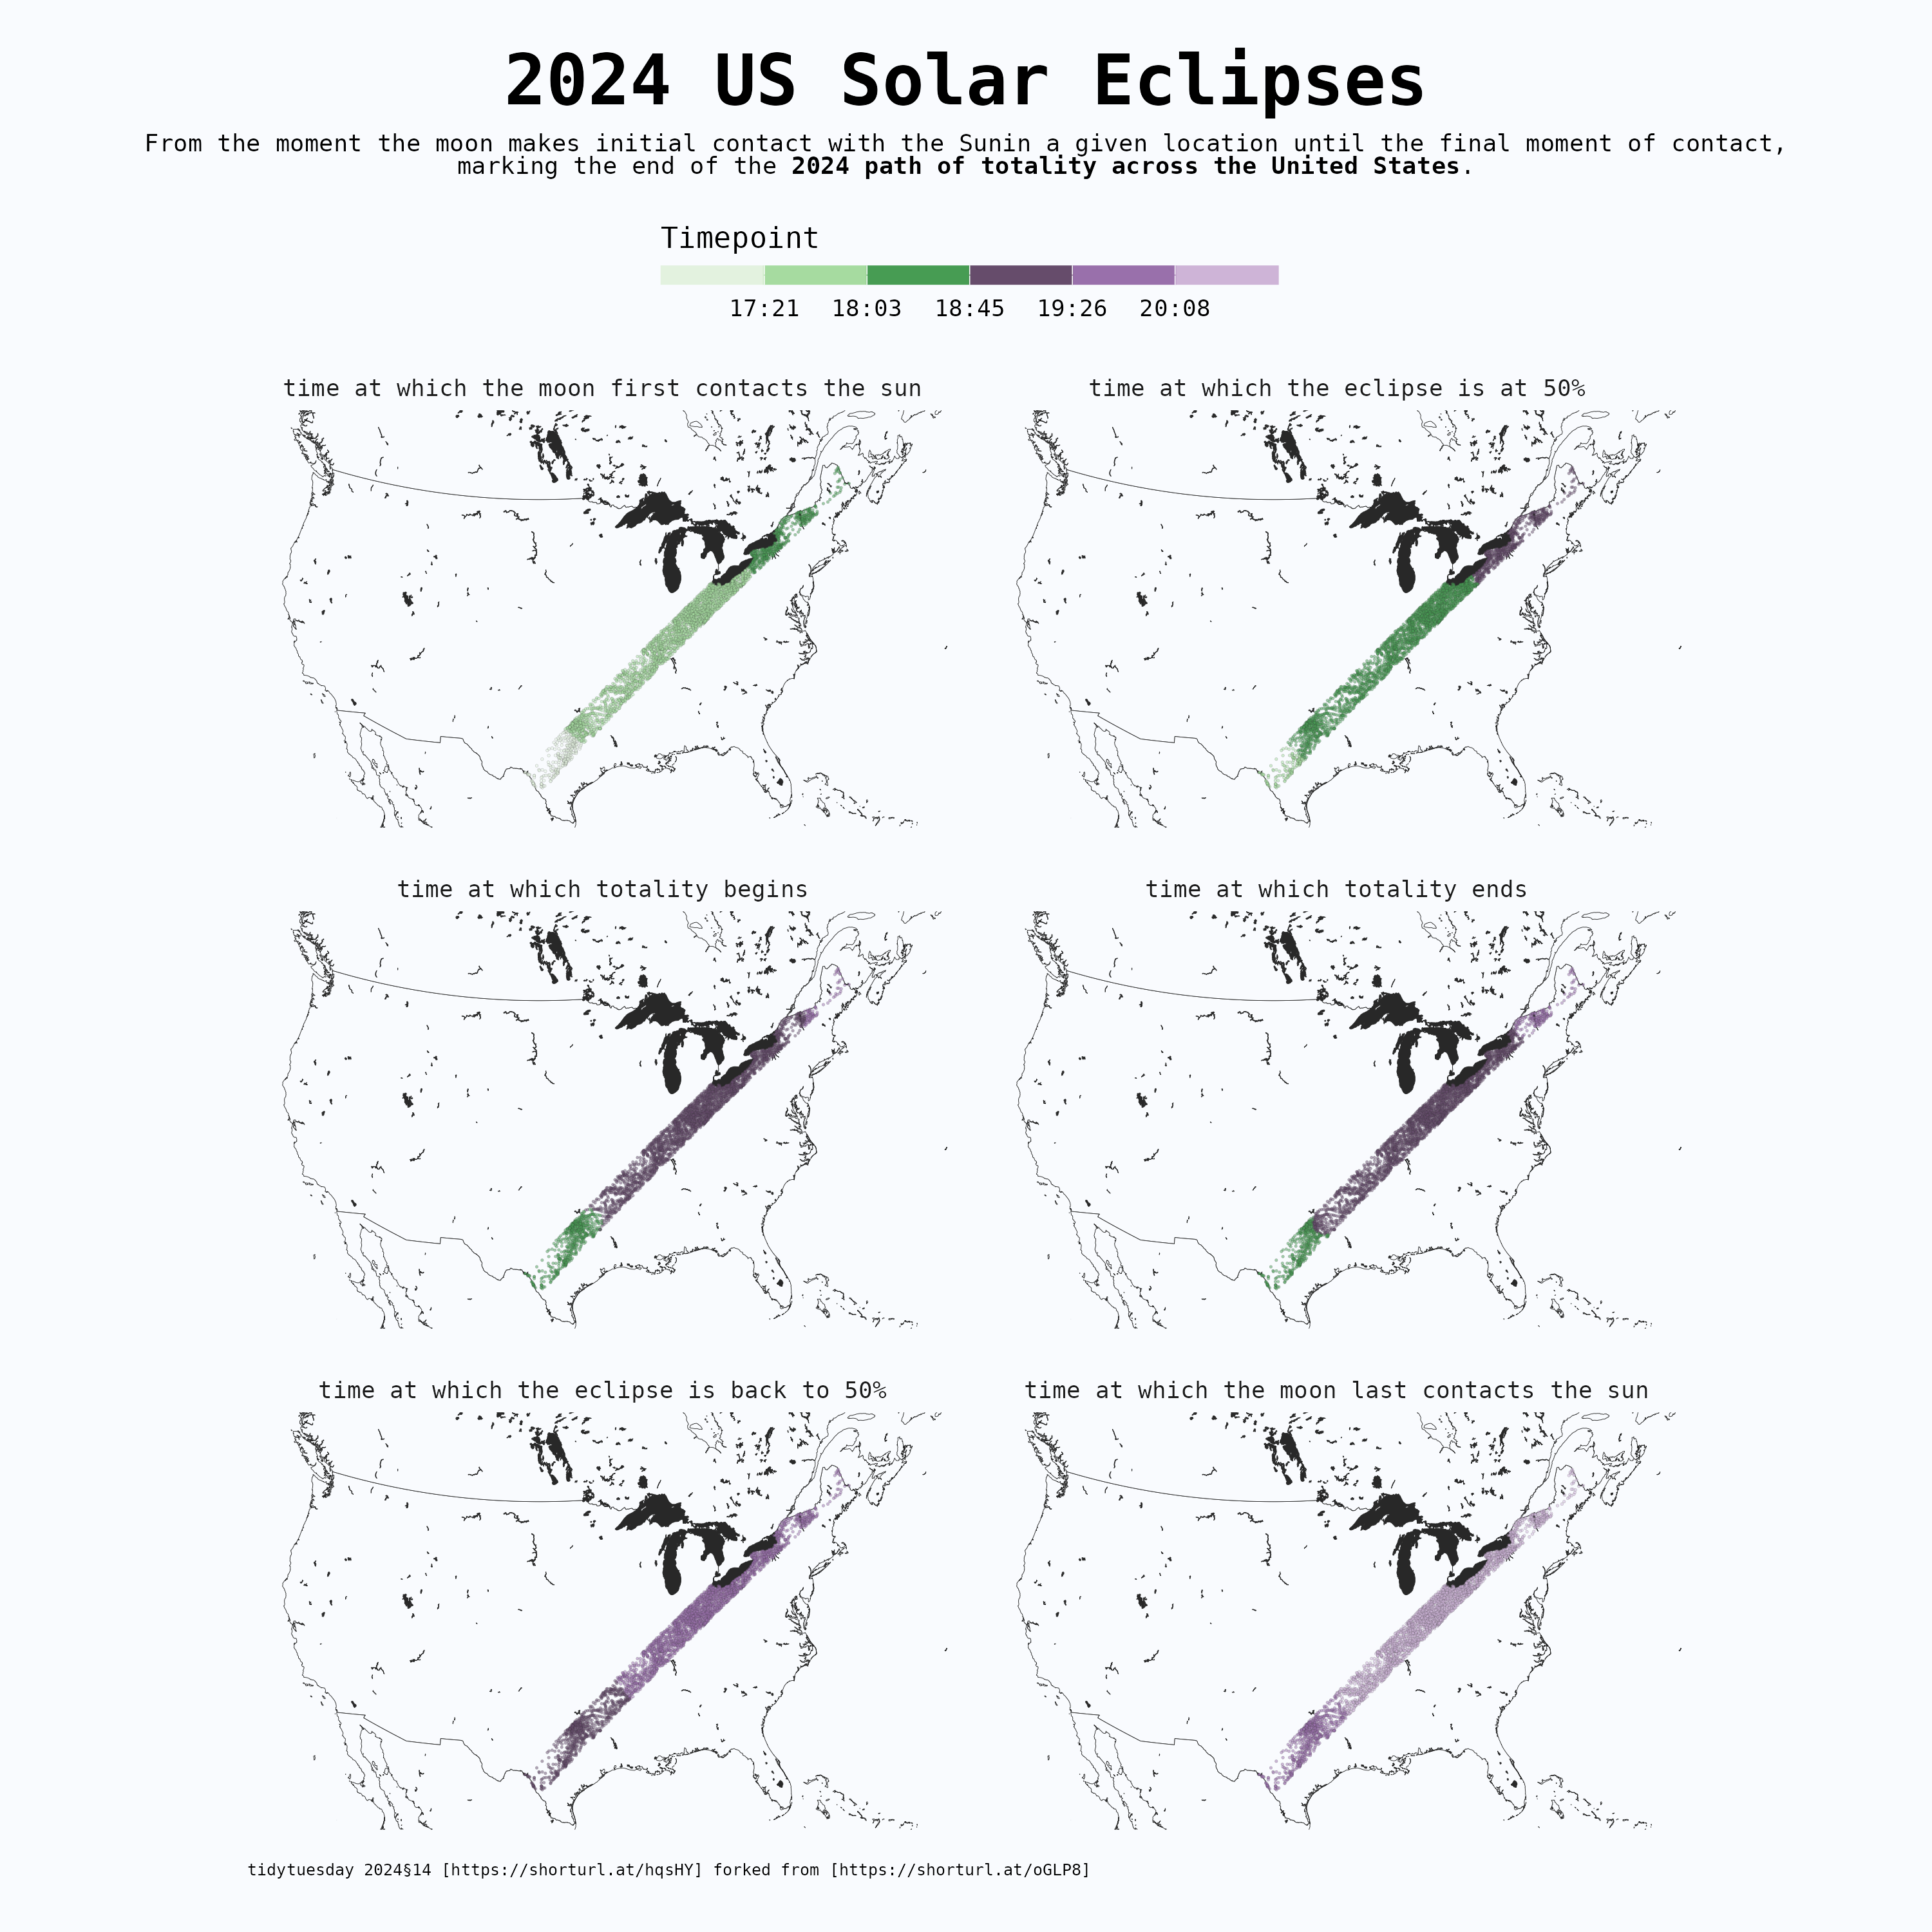 2024 US Solar Eclipses
From the moment the moon makes initial contact with the Sunin a given location until the final moment of contact,
marking the end of the 2024 path of totality across the United States.
Timepoint
17:21 18:03 18:45 19:26 20:08
time at which the moon first contacts the sun
time at which the eclipse is at 50%
time at which totality begins
time at which totality ends
time at which the eclipse is back to 50%
time at which the moon last contacts the sun
tidytuesday 2024§14 [https://shorturl.at/hqsHY] forked from [https://shorturl.at/oGLP8]